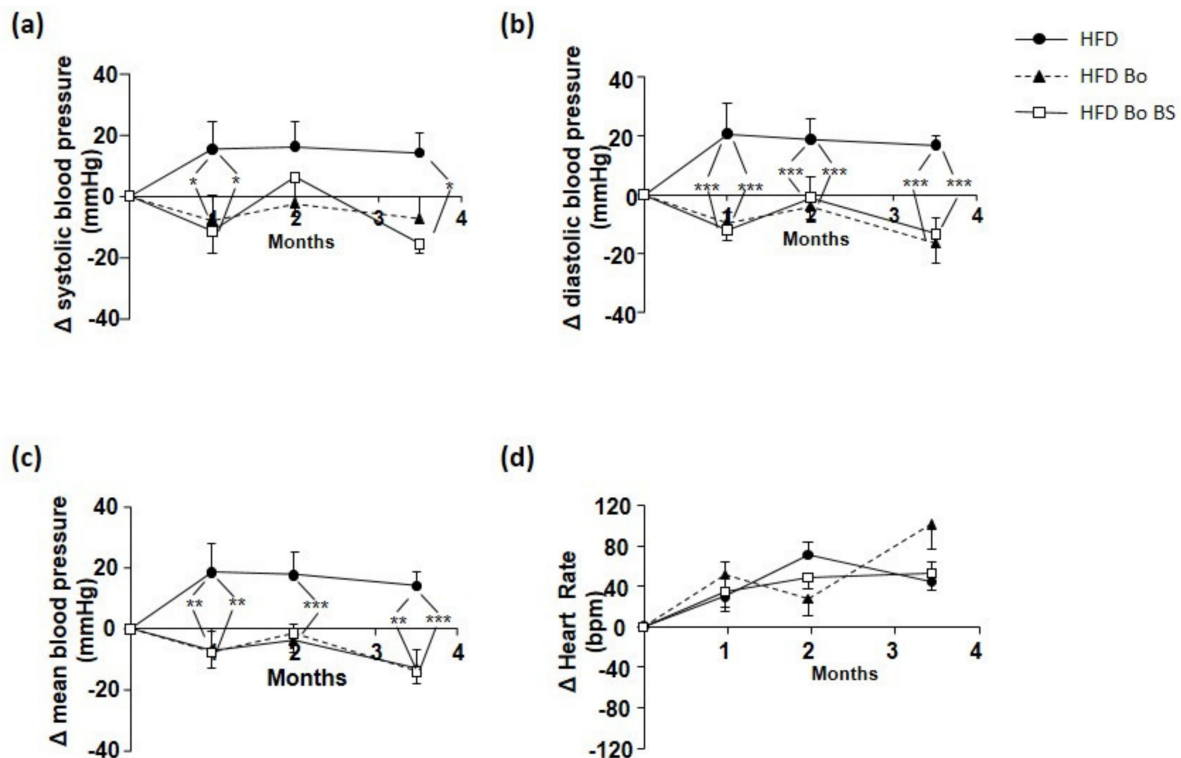 (a)
Δ systolic blood pressure
(mmHg)
40
20
0
-20
-40
1
2
3
4
Months
*
*
*
(b)
Δ diastolic blood pressure
(mmHg)
40
20
0
-20
-40
1
2
3
4
Months
***
***
***
***
***
***
HFD
HFD Bo
HFD Bo BS
(c)
Δ mean blood pressure
(mmHg)
40
20
0
-20
-40
1
2
3
4
Months
**
**
***
**
***
(d)
Δ Heart Rate
(bpm)
120
80
40
0
-40
-80
-120
1
2
3
4
Months